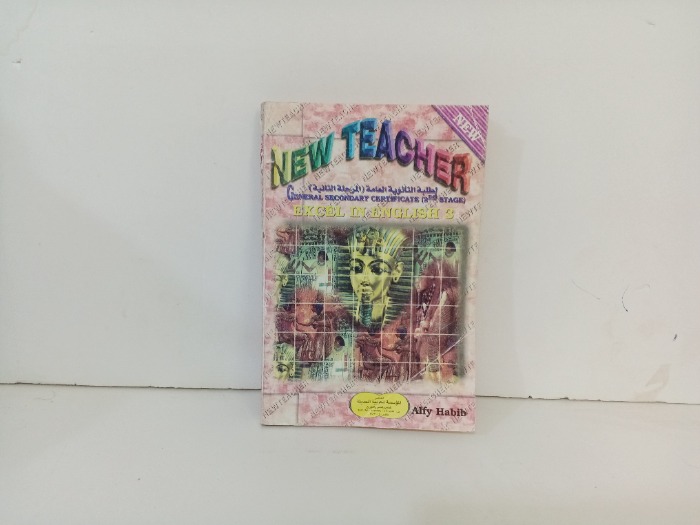 NEW
NEW TEACHER
لطلبة الثانوية العامة (المرحلة الثانية)
GENERAL SECONDARY CERTIFICATE (2ND STAGE)
EXCEL IN ENGLISH 3
Alfy Habib